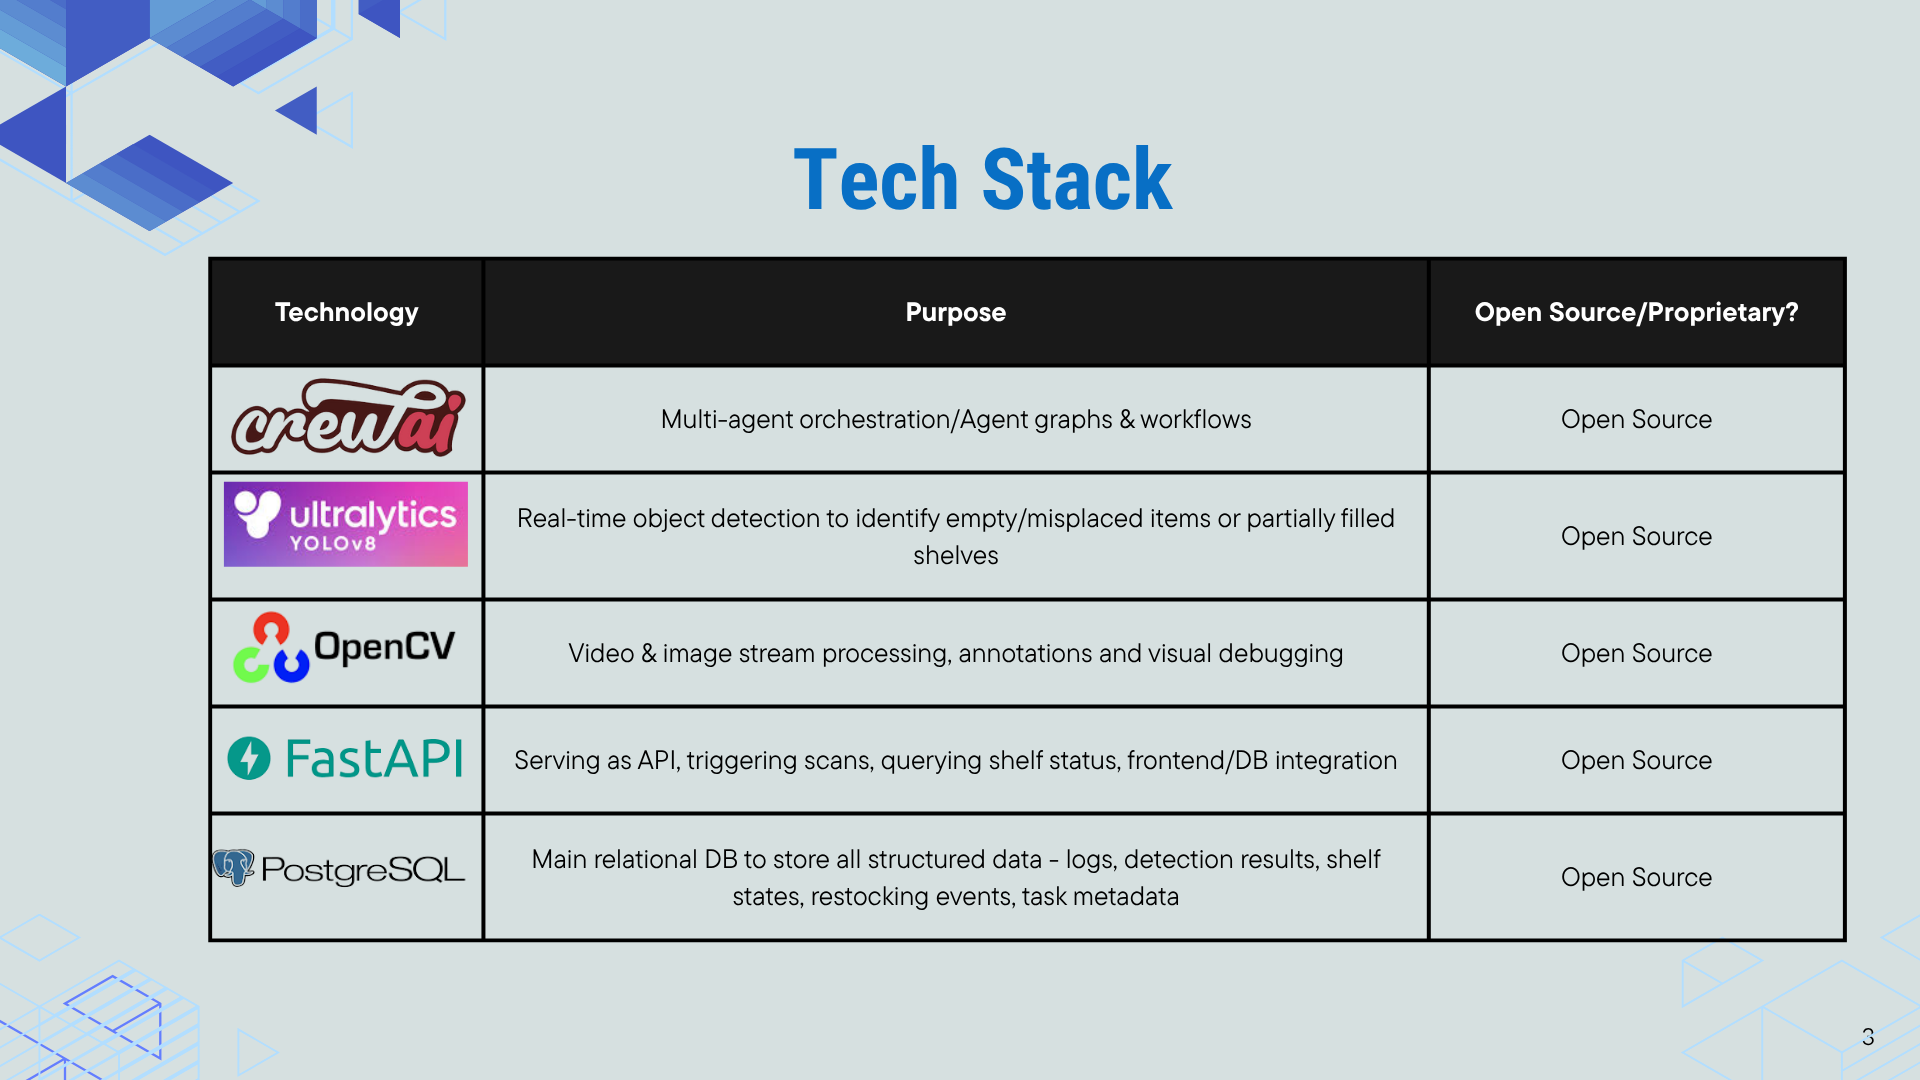 Tech Stack
Technology
Purpose
Open Source/Proprietary?
crewai
Multi-agent orchestration/Agent graphs & workflows
Open Source
ultralytics
YOLOv8
Real-time object detection to identify empty/misplaced items or partially filled
shelves
Open Source
OpenCV
Video & image stream processing, annotations and visual debugging
Open Source
FastAPI
Serving as API, triggering scans, querying shelf status, frontend/DB integration
Open Source
PostgreSQL
Main relational DB to store all structured data - logs, detection results, shelf
states, restocking events, task metadata
Open Source
3